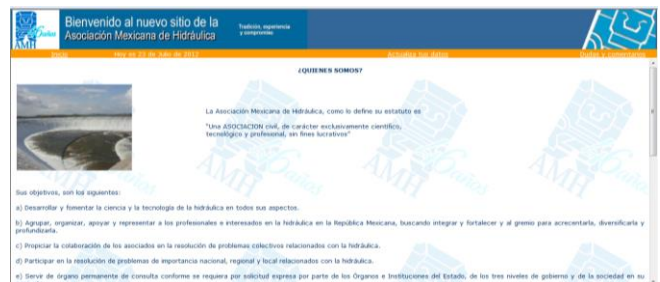 Bienvenido al nuevo sitio de la
Asociación Mexicana de Hidráulica
Tradición, experiencia
y compromiso
AMH
Inicio
Hoy es 23 de Julio de 2012
Actualiza tus datos
Dudas y comentarios
¿QUIENES SOMOS?
La Asociación Mexicana de Hidráulica, como lo define su estatuto es
"Una ASOCIACION civil, de carácter exclusivamente científico,
tecnológico y profesional, sin fines lucrativos"
Sus objetivos, son los siguientes:
a) Desarrollar y fomentar la ciencia y la tecnología de la hidráulica en todos sus aspectos.
b) Agrupar, organizar, apoyar y representar a los profesionales e interesados en la hidráulica en la República Mexicana, buscando integrar y fortalecer y al gremio para acrecentarla, diversificarla y
profundizarla.
c) Propiciar la colaboración de los asociados en la resolución de problemas colectivos relacionados con la hidráulica.
d) Participar en la resolución de problemas de importancia nacional, regional y local relacionados con la hidráulica.
e) Serve de órgano permanente de consulta conforme se requiera por solicitud expresa por parte de los Órganos e Instituciones del Estado, de los tres niveles de gobierno y de la sociedad en su